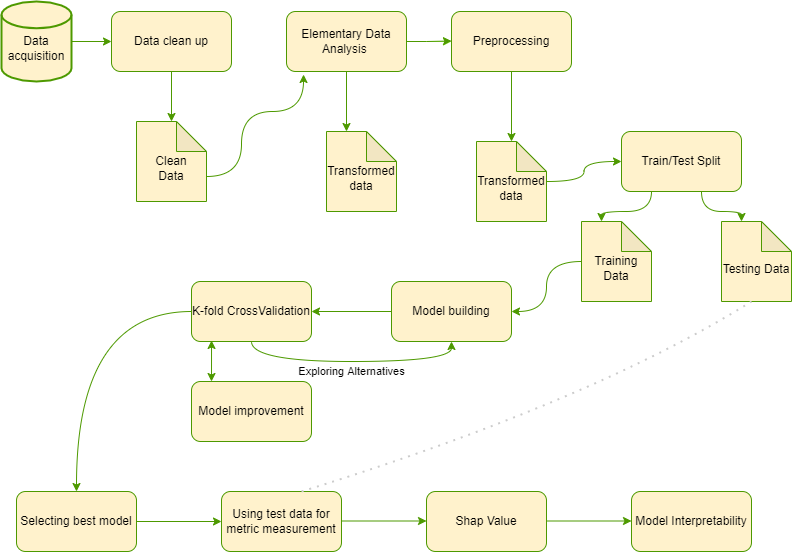 Data
acquisition
Data clean up
Elementary Data
Analysis
Preprocessing
Clean
Data
Transformed
data
Transformed
data
Train/Test Split
Training
Data
Testing Data
K-fold CrossValidation
Model building
Exploring Alternatives
Model improvement
Selecting best model
Using test data for
metric measurement
Shap Value
Model Interpretability